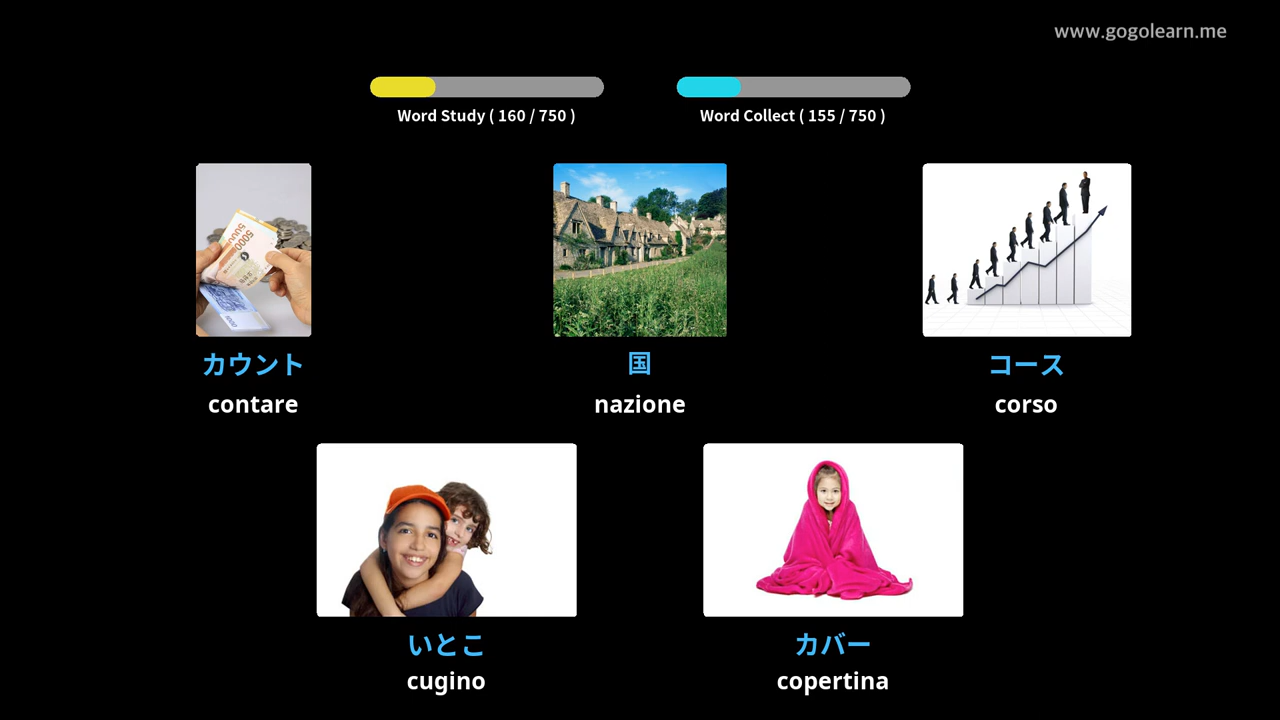 www.gogolearn.me
Word Study ( 160 / 750 )
Word Collect ( 155 / 750 )
カウント
contare
国
nazione
コース
corso
いとこ
cugino
カバー
copertina